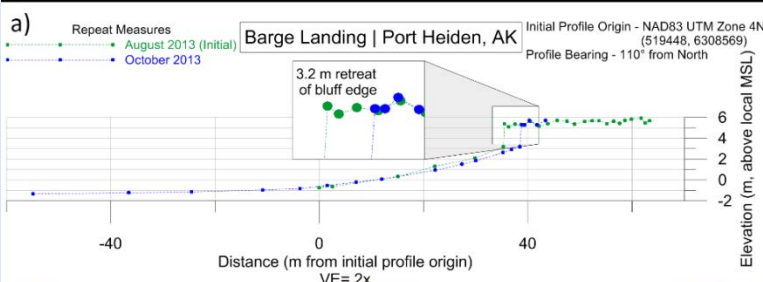 a)
Repeat Measures
August 2013 (Initial)
October 2013
Barge Landing | Port Heiden, AK
Initial Profile Origin - NAD83 UTM Zone 4N
(519448, 6308569)
Profile Bearing - 110° from North
3.2 m retreat
of bluff edge
6
4
2
0
-2
Elevation (m, above local MSL)
-40
0
40
Distance (m from initial profile origin)
VE= 2x